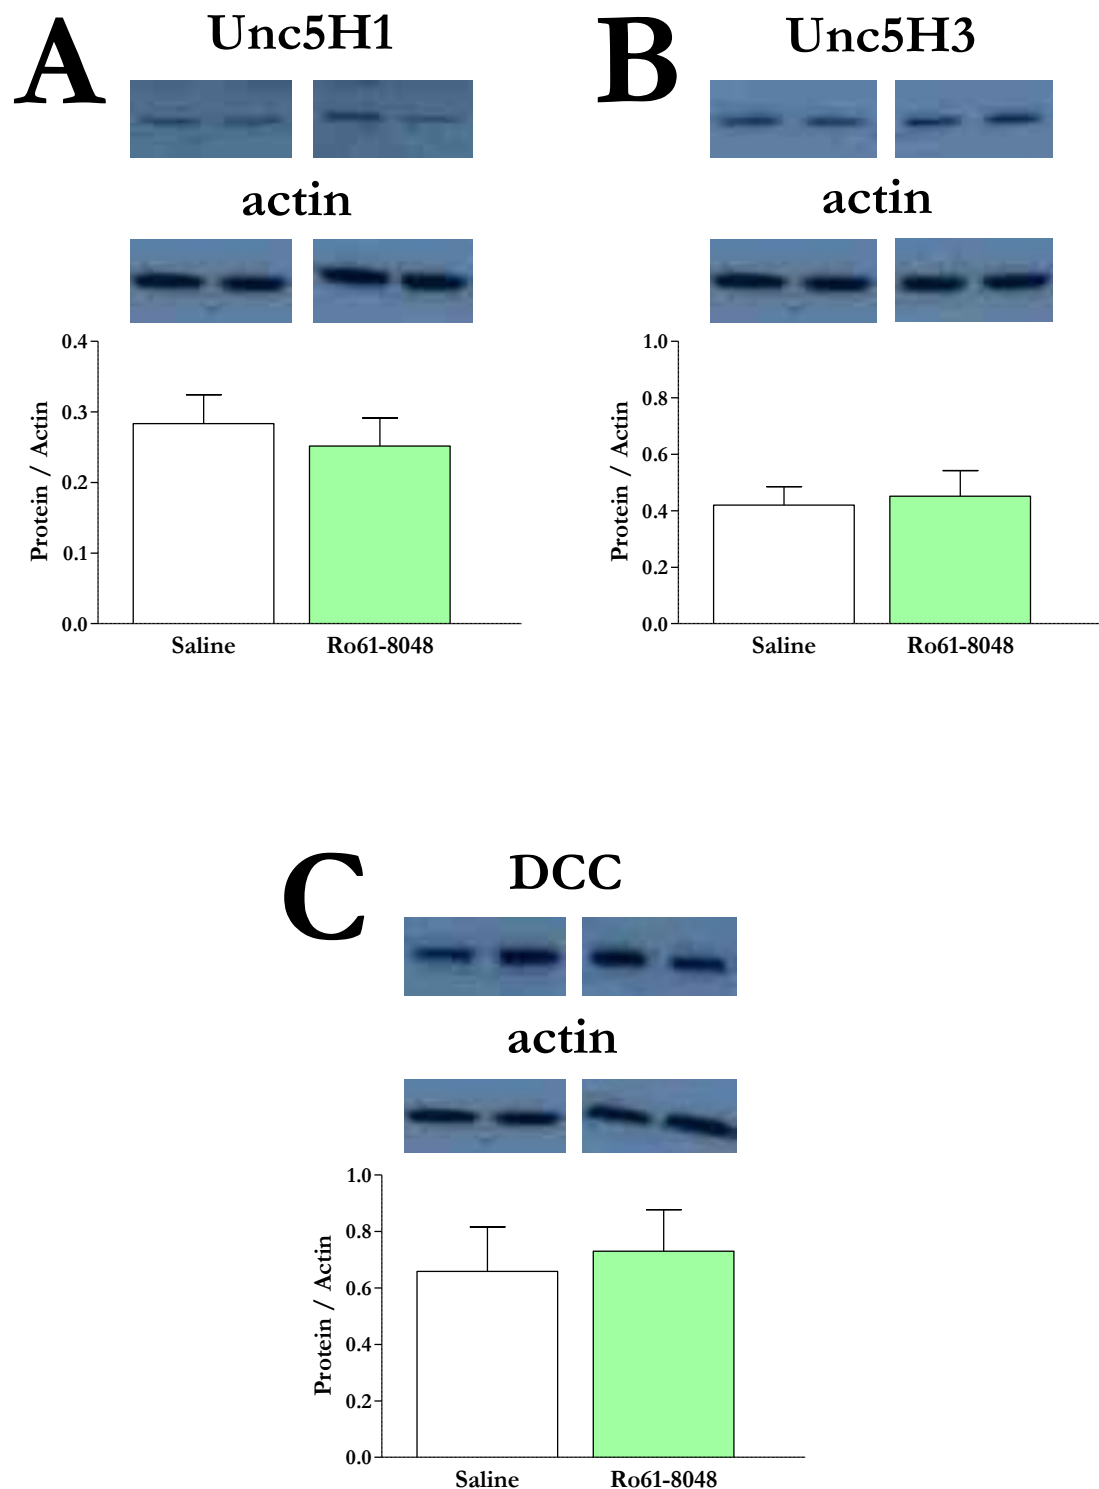 A
Unc5H1
actin
0.4
0.3
0.2
0.1
0.0
Protein / Actin
Saline
Ro61-8048
B
Unc5H3
actin
1.0
0.8
0.6
0.4
0.2
0.0
Protein / Actin
Saline
Ro61-8048
C
DCC
actin
1.0
0.8
0.6
0.4
0.2
0.0
Protein / Actin
Saline
Ro61-8048